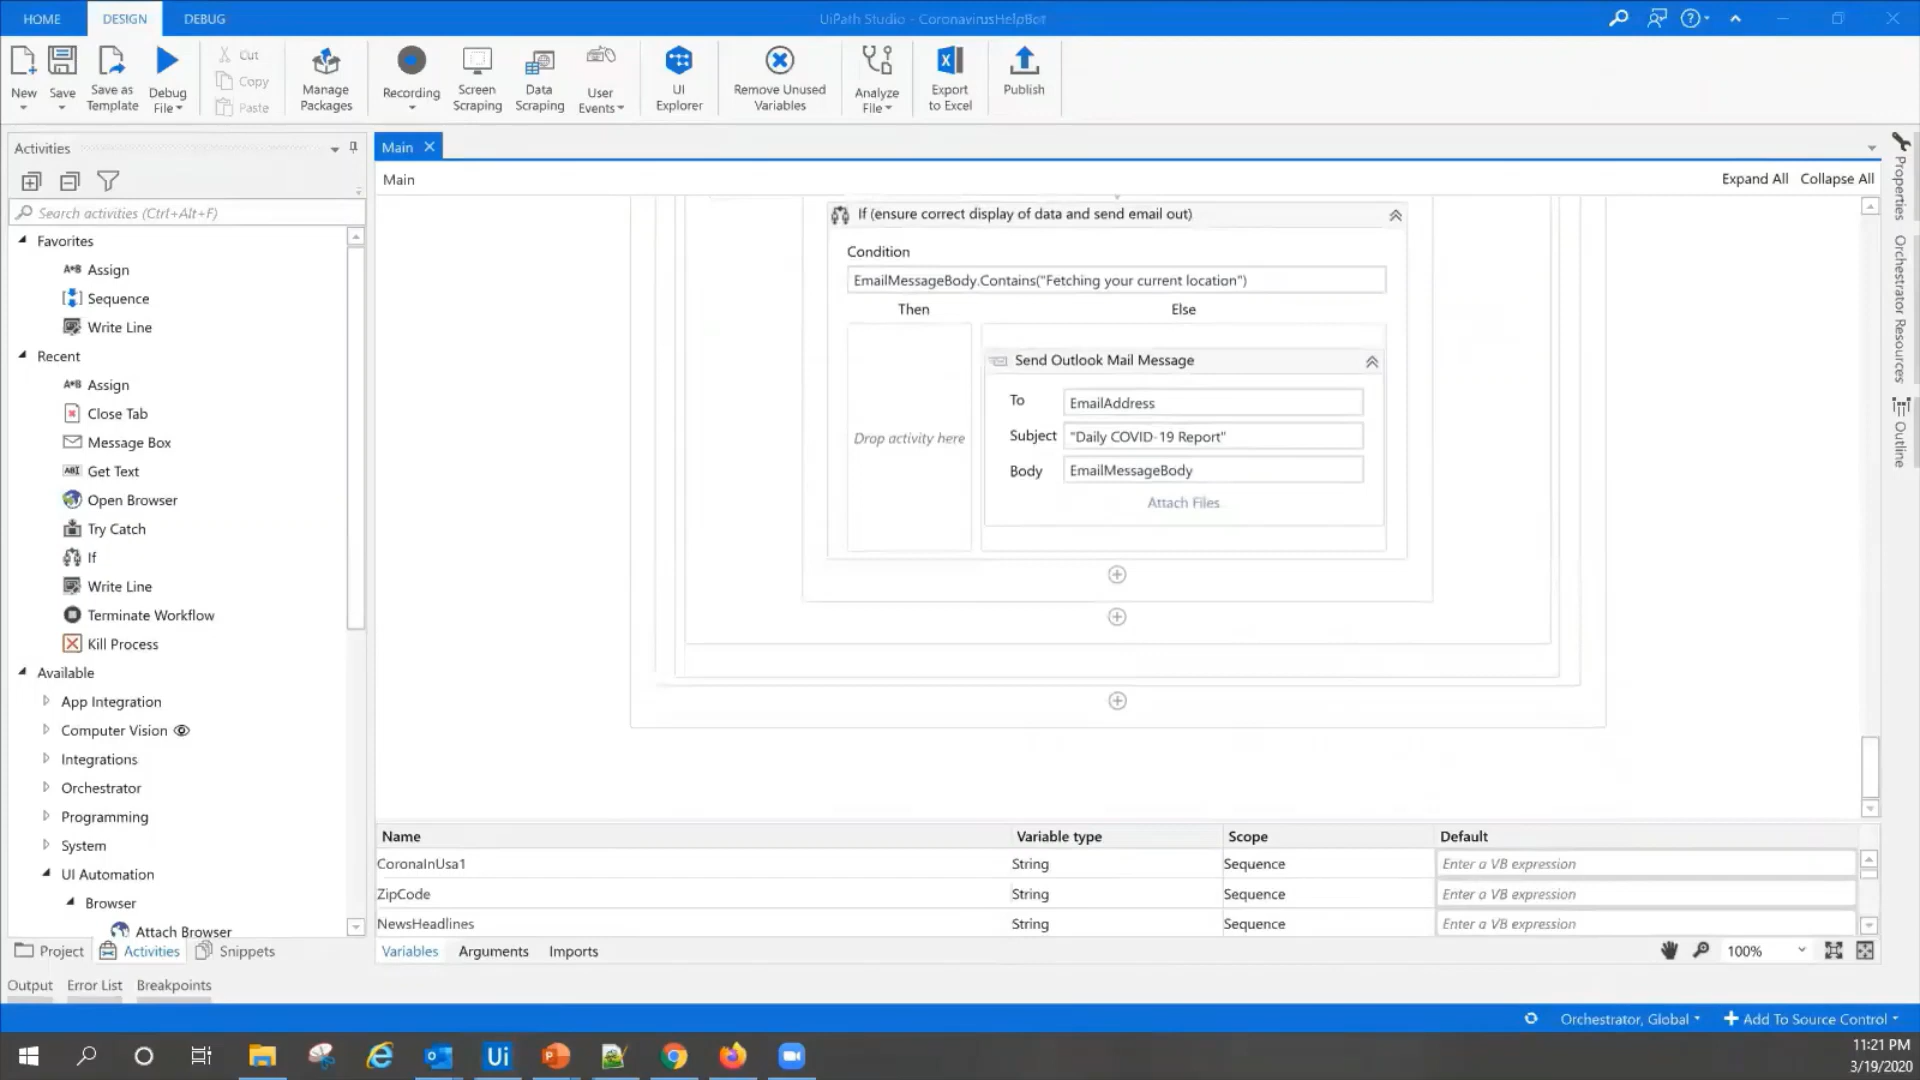 HOME DESIGN DEBUG UiPath Studio - CoronavirusHelpBot
New Save Save as Template Debug File Cut Copy Paste Manage Packages Recording Screen Scraping Data Scraping User Events UI Explorer Remove Unused Variables Analyze File Export to Excel Publish
Activities
Search activities (Ctrl+Alt+F)
Favorites
A*B Assign
Sequence
Write Line
Recent
A*B Assign
Close Tab
Message Box
Get Text
Open Browser
Try Catch
If
Write Line
Terminate Workflow
Kill Process
Available
App Integration
Computer Vision
Integrations
Orchestrator
Programming
System
UI Automation
Browser
Attach Browser
Project Activities Snippets
Main
Main Expand All Collapse All
If (ensure correct display of data and send email out)
Condition
EmailMessageBody.Contains("Fetching your current location")
Then Else
Drop activity here
Send Outlook Mail Message
To EmailAddress
Subject "Daily COVID-19 Report"
Body EmailMessageBody
Attach Files
Name Variable type Scope Default
CoronaInUsa1 String Sequence Enter a VB expression
ZipCode String Sequence Enter a VB expression
NewsHeadlines String Sequence Enter a VB expression
Variables Arguments Imports 100%
Properties
Orchestrator Resources
Outline
Output Error List Breakpoints
Orchestrator, Global Add To Source Control
Ui
11:21 PM
3/19/2020